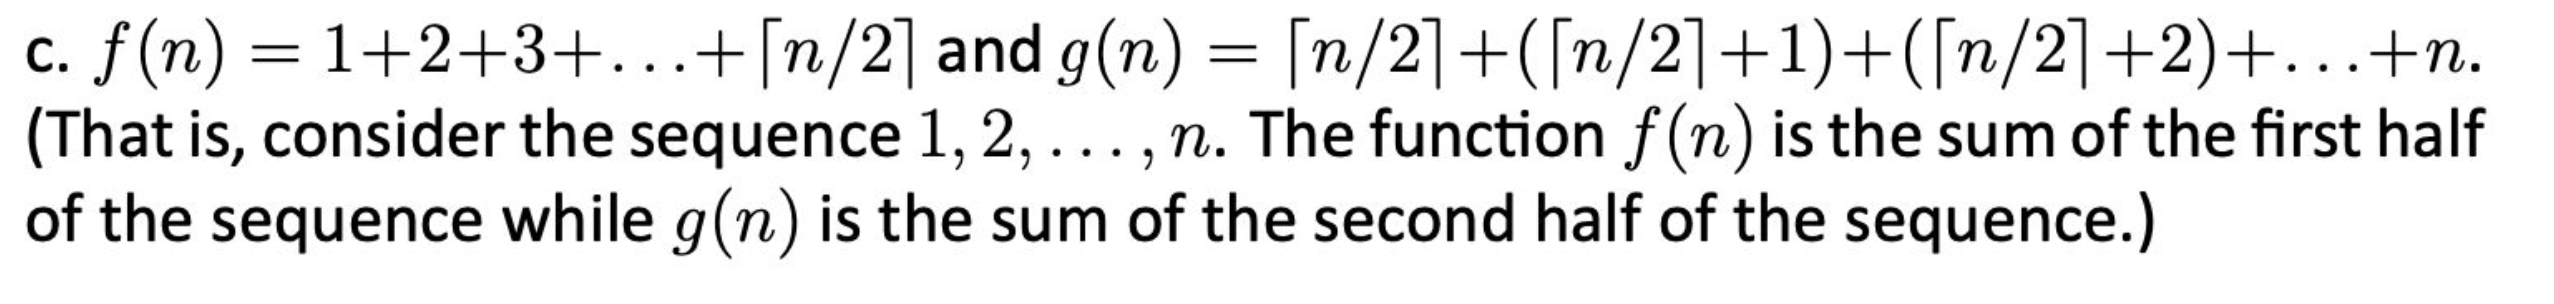 c. f(n) = 1+2+3+...+⌈n/2⌉ and g(n) = ⌈n/2⌉+(⌈n/2⌉+1)+(⌈n/2⌉+2)+...+n.
(That is, consider the sequence 1, 2, ..., n. The function f(n) is the sum of the first half
of the sequence while g(n) is the sum of the second half of the sequence.)